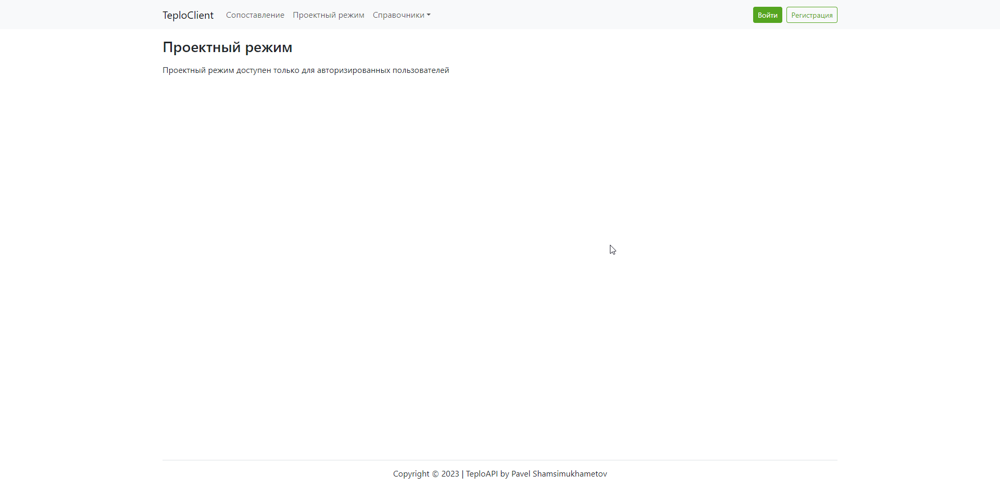 TeploClient Сопоставление Проектный режим Справочники Войти Регистрация
Проектный режим
Проектный режим доступен только для авторизированных пользователей
Copyright © 2023 | TeploAPI by Pavel Shamsimukhametov